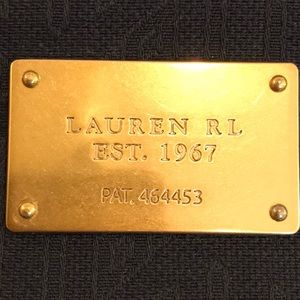 LAUREN RL
EST. 1967
PAT. 464453